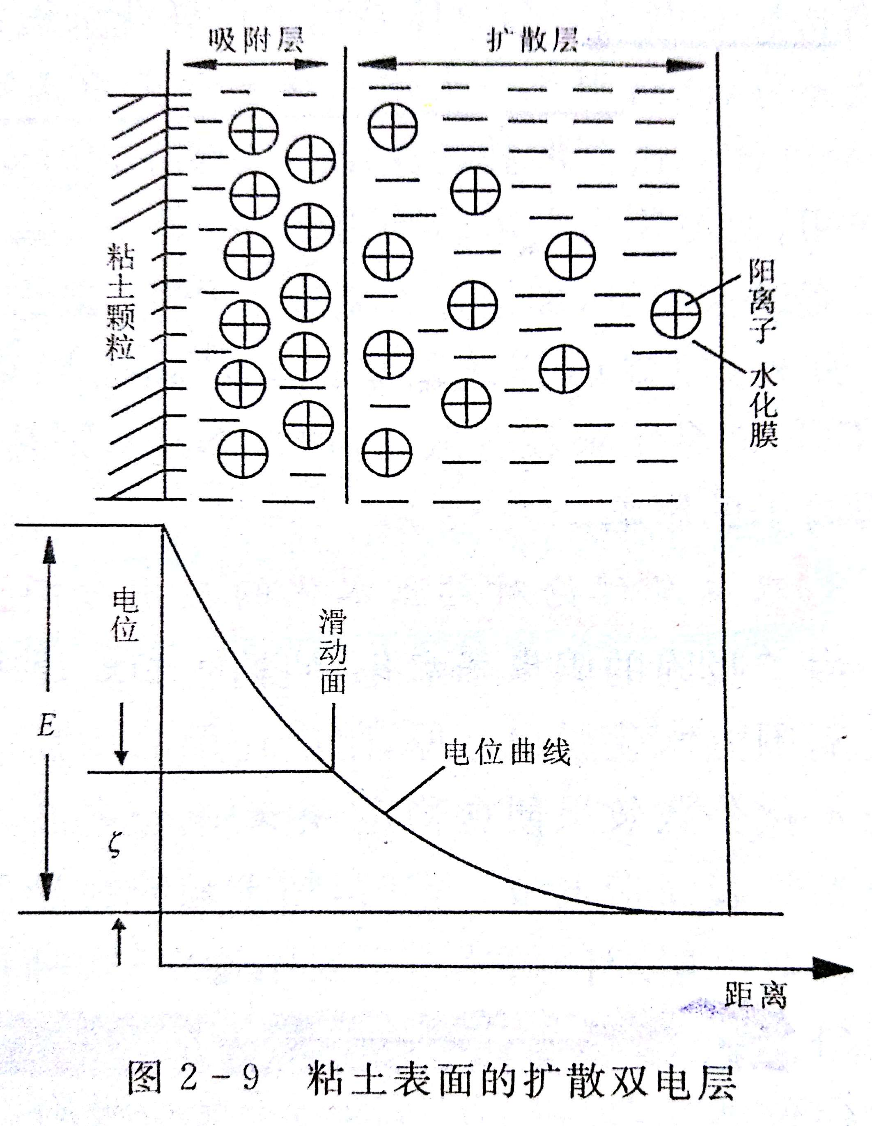 吸附层
扩散层
粘土颗粒
阳离子
水化膜
电位
滑动面
E
电位曲线
ζ
距离
图 2-9 粘土表面的扩散双电层